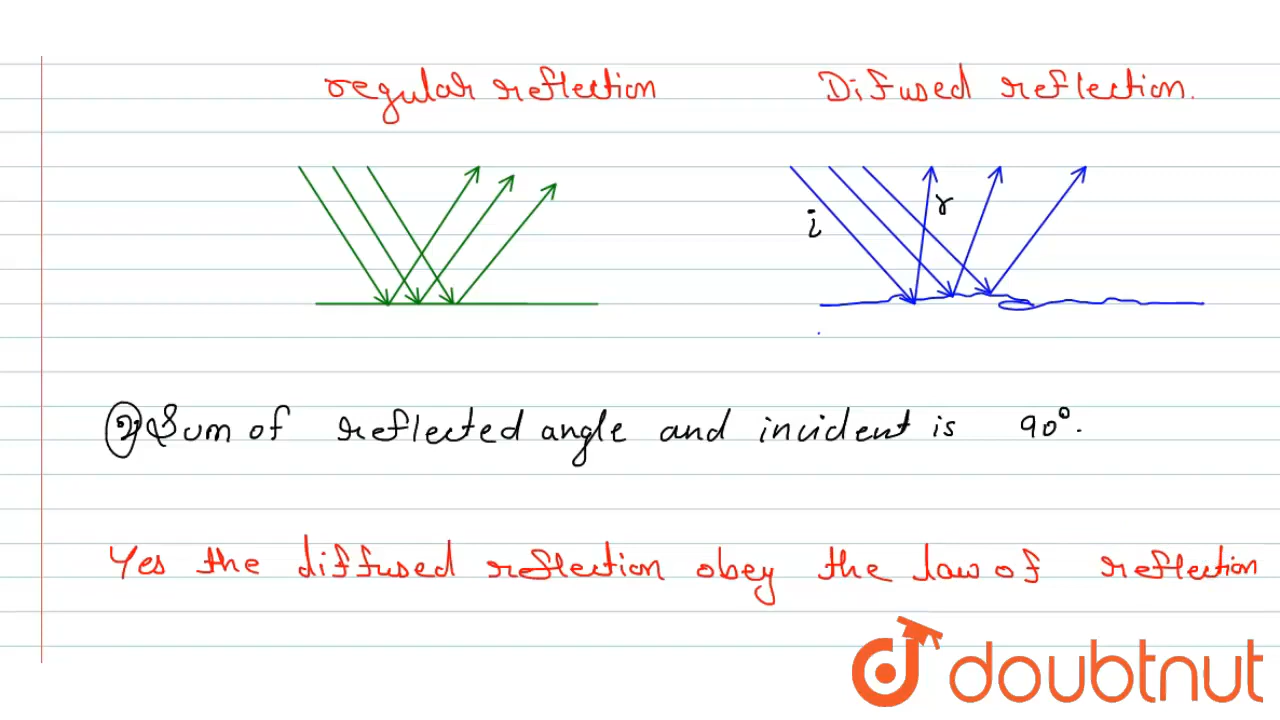 regular reflection
Difused reflection.
i
r
② Sum of reflected angle and incident is 90°.
Yes the diffused reflection obey the law of reflection
doubtnut